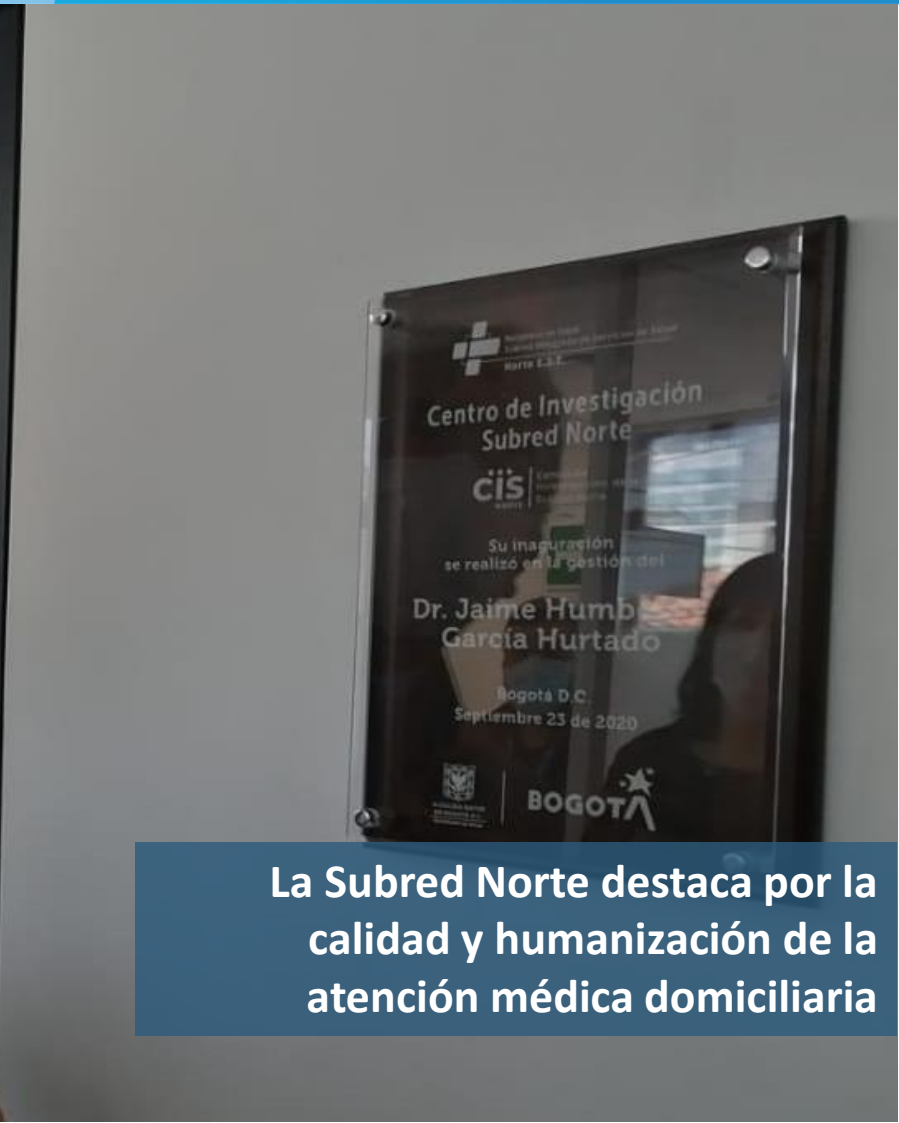 Norte E.S.E.
Centro de Investigación
Subred Norte
cis
NORTE
Su inaguración
se realizó en la gestión del
Dr. Jaime Humb
García Hurtado
Bogotá D.C.
Septiembre 23 de 2020
BOGOTÁ
La Subred Norte destaca por la
calidad y humanización de la
atención médica domiciliaria